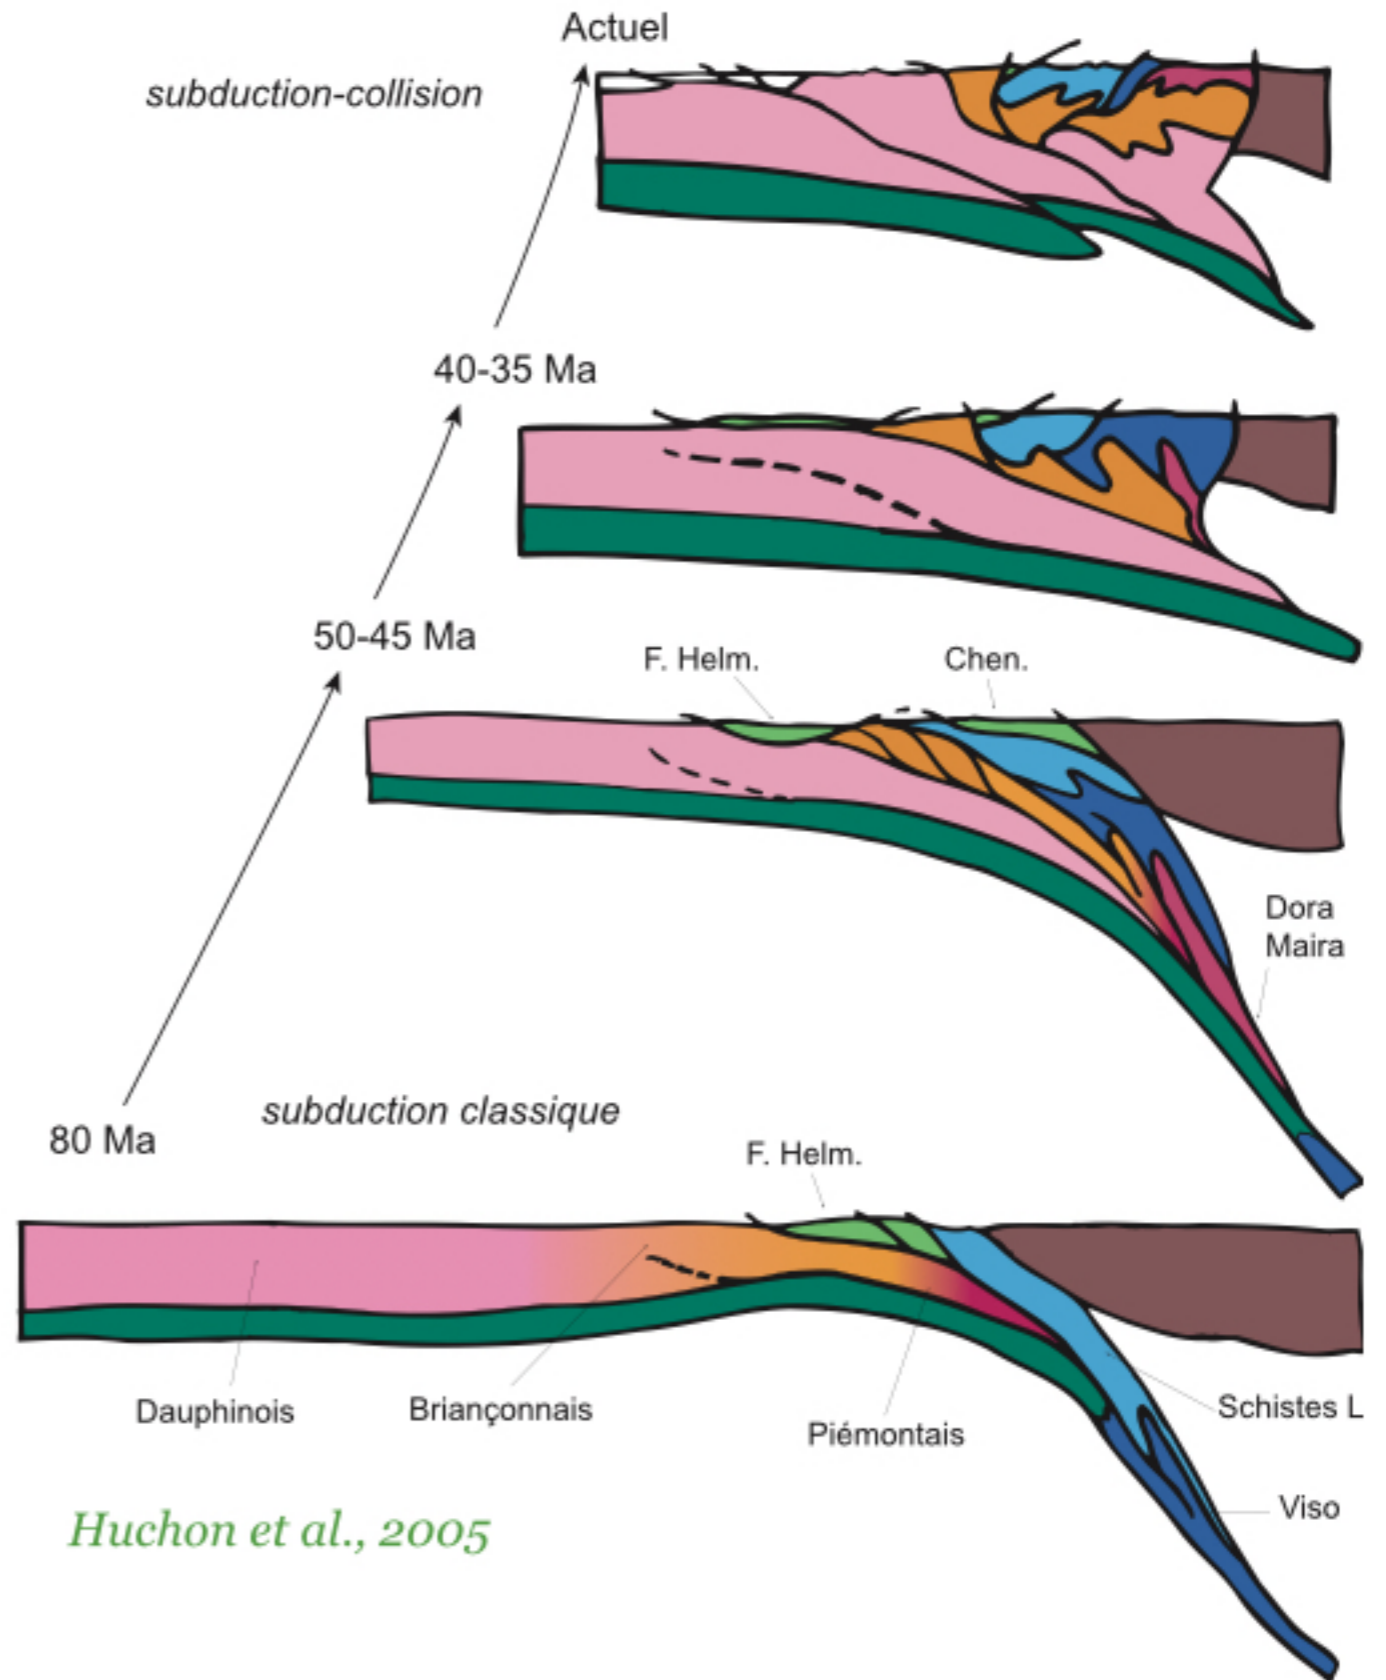 Actuel
subduction-collision
40-35 Ma
50-45 Ma
F. Helm.
Chen.
Dora
Maira
subduction classique
80 Ma
F. Helm.
Dauphinois
Briançonnais
Piémontais
Schistes L
Viso
Huchon et al., 2005